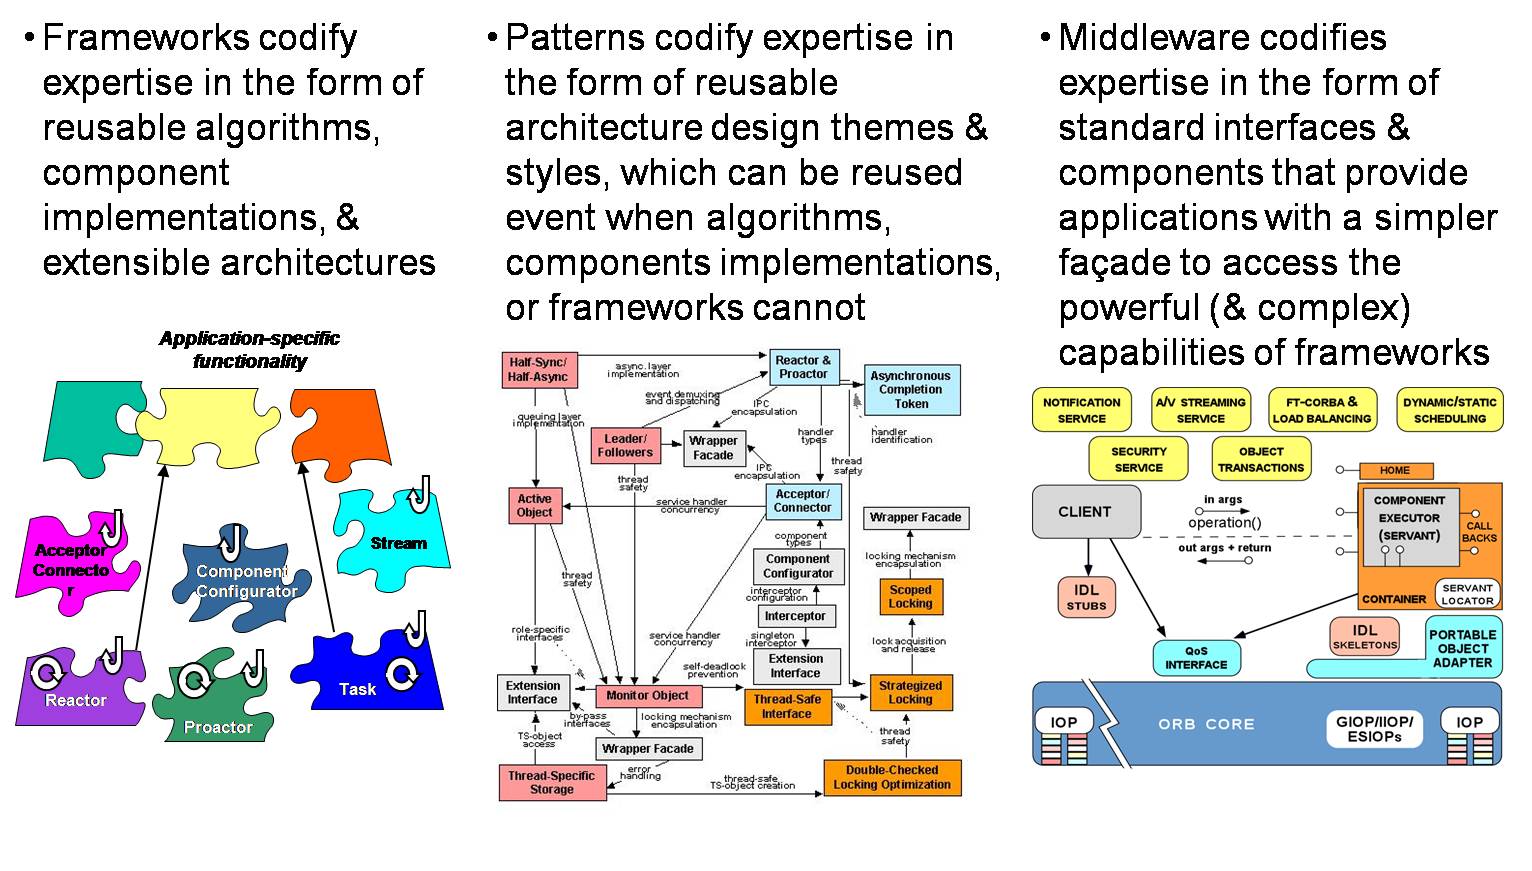 • Frameworks codify
expertise in the form of
reusable algorithms,
component
implementations, &
extensible architectures
Application-specific
functionality
Acceptor
Connecto
r
Component
Configurator
Stream
Reactor
Proactor
Task
• Patterns codify expertise in
the form of reusable
architecture design themes &
styles, which can be reused
event when algorithms,
components implementations,
or frameworks cannot
Half-Sync/
Half-Async
async. layer
implementation
Reactor &
Proactor
Asynchronous
Completion
Token
event demuxing
and dispatching
IPC
encapsulation
queuing layer
implementation
Leader/
Followers
Wrapper
Facade
handler
types
handler
identification
thread
safety
IPC
encapsulation
thread
safety
Active
Object
service handler
concurrency
Acceptor/
Connector
Wrapper Facade
component
types
Component
Configurator
locking mechanism
encapsulation
thread
safety
interceptor
configuration
Scoped
Locking
Interceptor
role-specific
interfaces
service handler
concurrency
singleton
interceptor
lock acquisition
and release
Extension
Interface
self-deadlock
prevention
Extension
Interface
Monitor Object
Thread-Safe
Interface
Strategized
Locking
by-pass
interfaces
locking mechanism
encapsulation
TS-object
access
Wrapper Facade
thread
safety
error
handling
Thread-Specific
Storage
thread-safe
TS-object creation
Double-Checked
Locking Optimization
• Middleware codifies
expertise in the form of
standard interfaces &
components that provide
applications with a simpler
façade to access the
powerful (& complex)
capabilities of frameworks
NOTIFICATION
SERVICE
A/V STREAMING
SERVICE
FT-CORBA &
LOAD BALANCING
DYNAMIC/STATIC
SCHEDULING
SECURITY
SERVICE
OBJECT
TRANSACTIONS
HOME
CLIENT
in args
operation()
out args + return
COMPONENT
EXECUTOR
(SERVANT)
CALL
BACKS
IDL
STUBS
CONTAINER
SERVANT
LOCATOR
QoS
INTERFACE
IDL
SKELETONS
PORTABLE
OBJECT
ADAPTER
IOP
ORB CORE
GIOP/IIOP/
ESIOPs
IOP